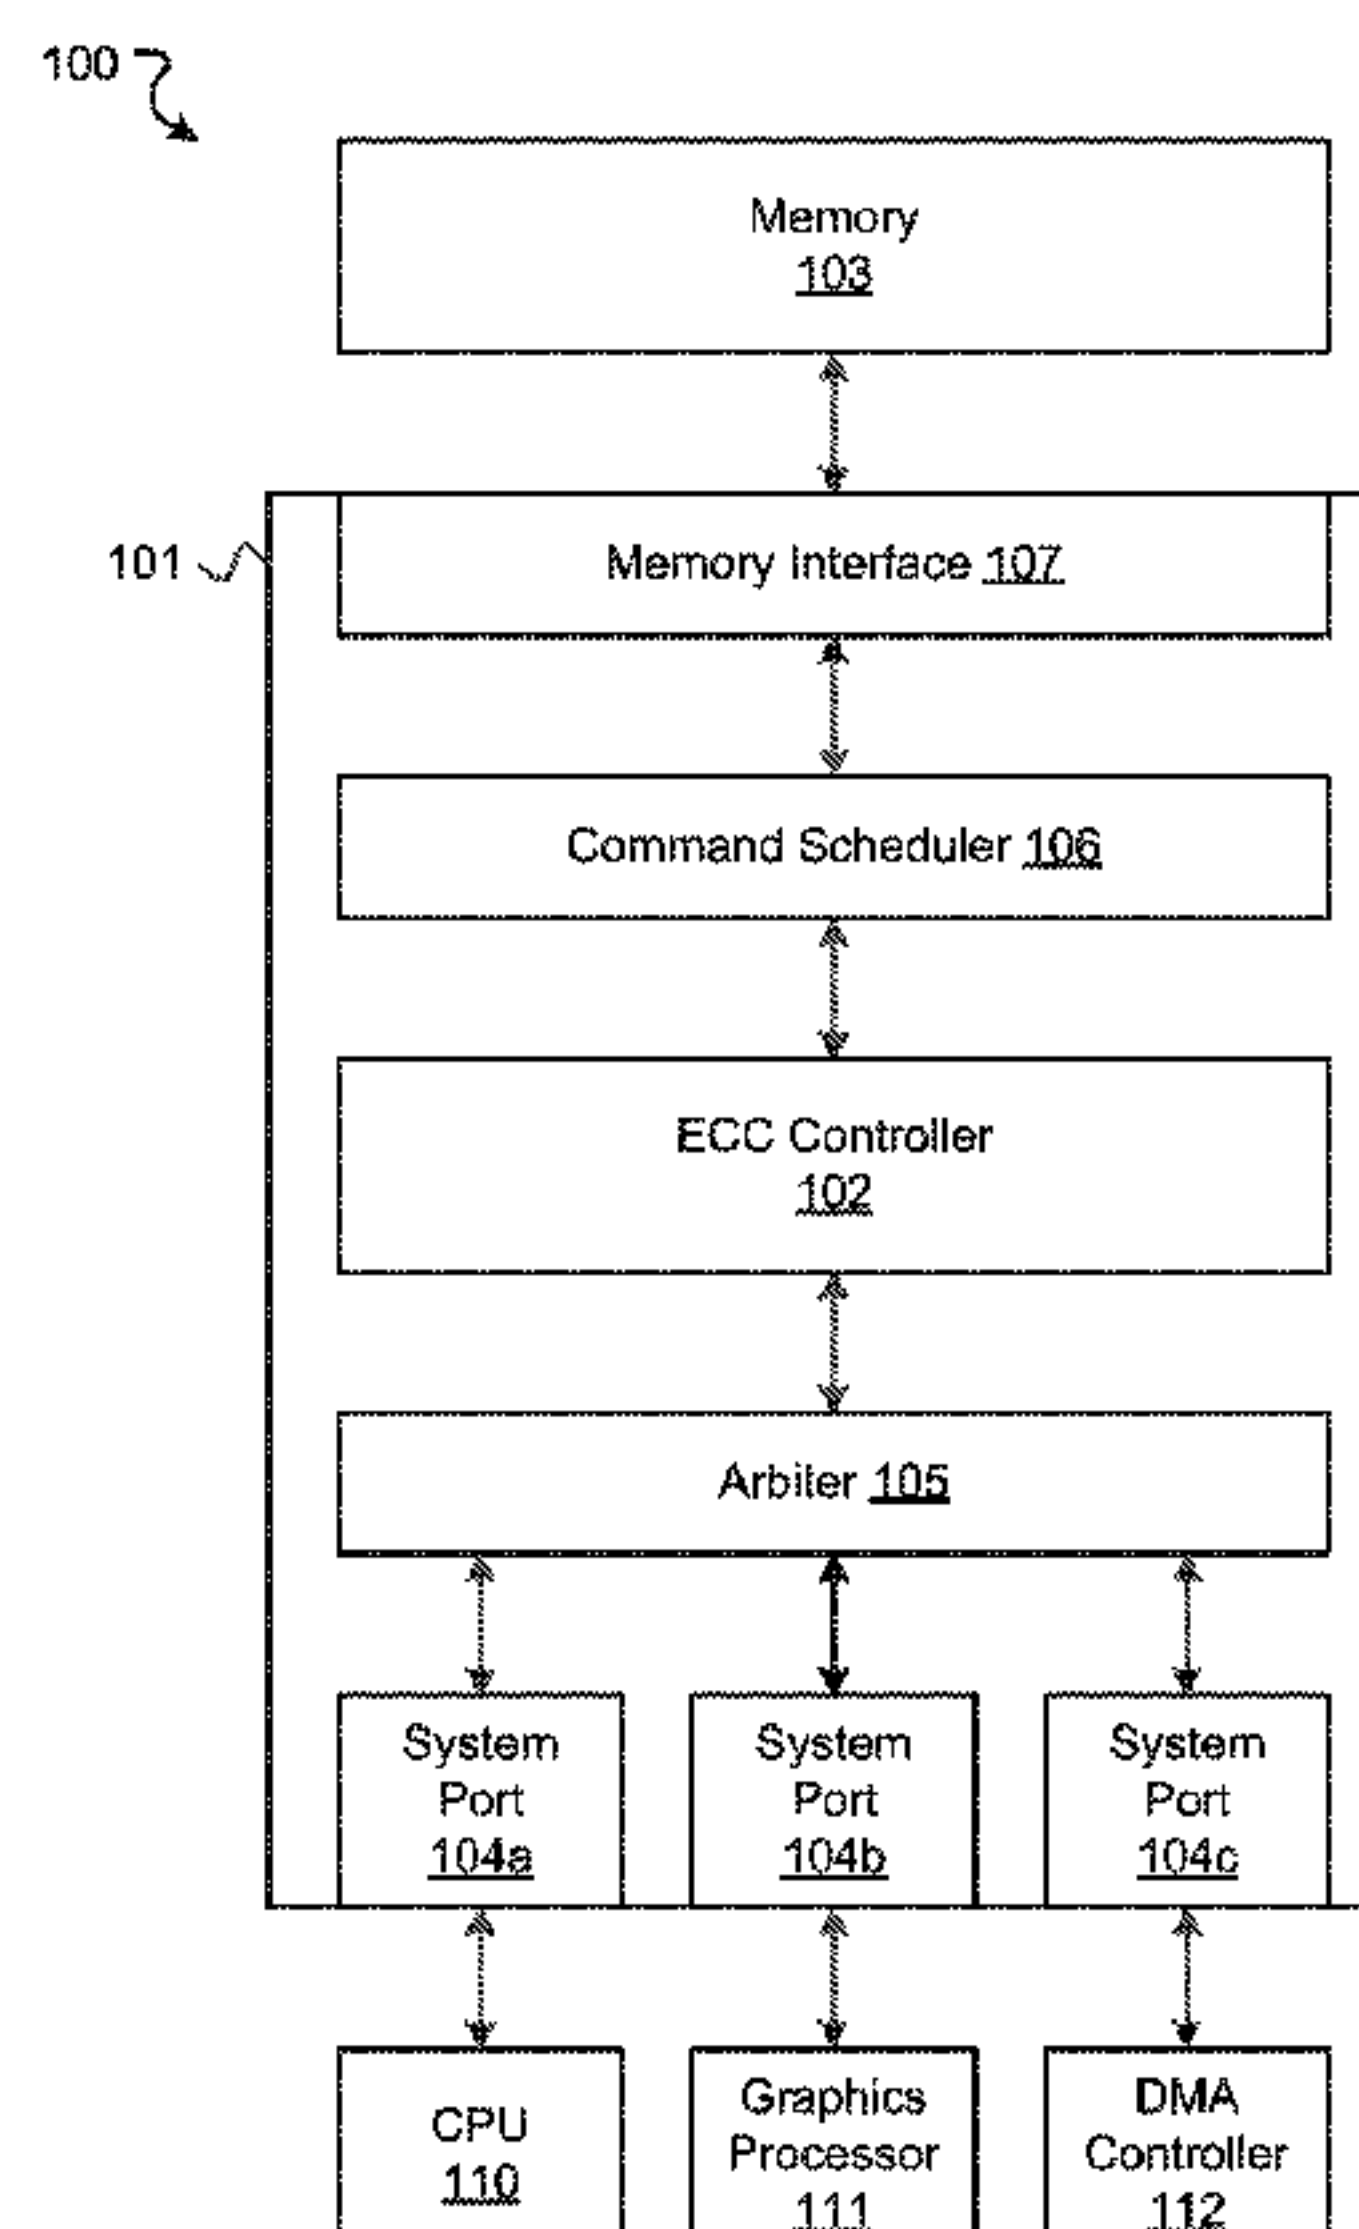 100
Memory
103
101
Memory Interface 107
Command Scheduler 106
ECC Controller
102
Arbiter 105
System
Port
104a
System
Port
104b
System
Port
104c
CPU
110
Graphics
Processor
111
DMA
Controller
112